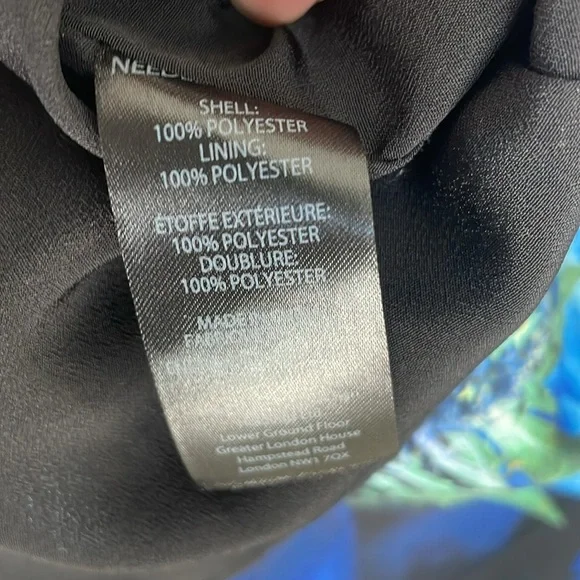 SHELL:
100% POLYESTER
LINING:
100% POLYESTER
ÉTOFFE EXTÉRIEURE:
100% POLYESTER
DOUBLURE:
100% POLYESTER
MADE
Lower Ground Floor
Greater London House
Hampstead Road
London NW1 7QX